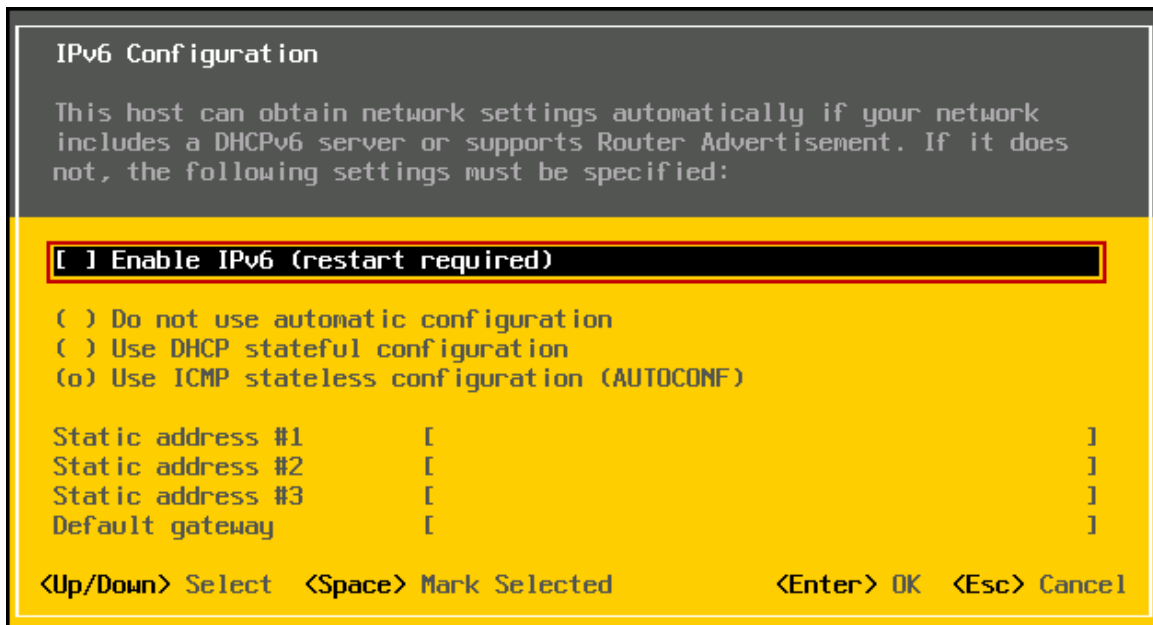 IPv6 Configuration
This host can obtain network settings automatically if your network
includes a DHCPv6 server or supports Router Advertisement. If it does
not, the following settings must be specified:
[ ] Enable IPv6 (restart required)
( ) Do not use automatic configuration
( ) Use DHCP stateful configuration
(o) Use ICMP stateless configuration (AUTOCONF)
Static address #1 [ ]
Static address #2 [ ]
Static address #3 [ ]
Default gateway [ ]
<Up/Down> Select <Space> Mark Selected <Enter> OK <Esc> Cancel